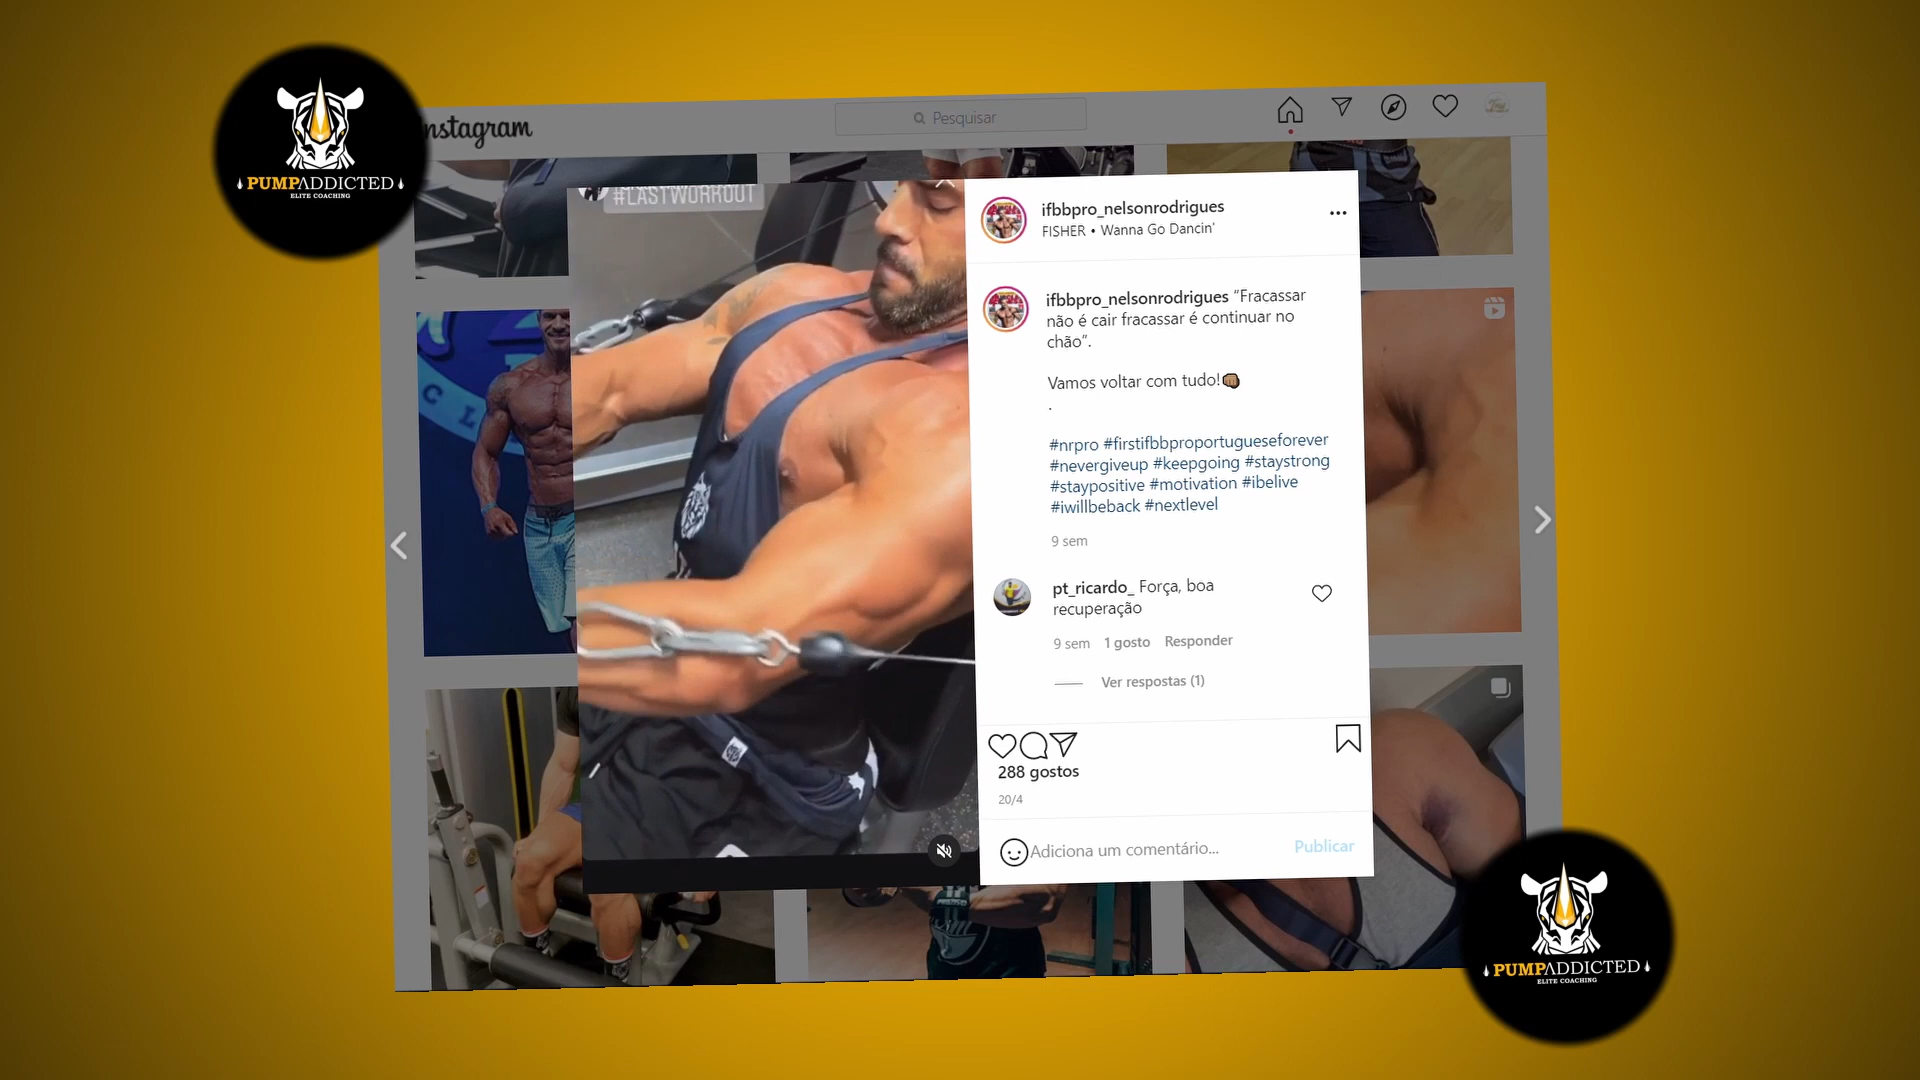 PUMPADDICTED
ELITE COACHING
Instagram
Pesquisar
#LASTWORKOUT
ifbbpro_nelsonrodrigues
FISHER • Wanna Go Dancin'
ifbbpro_nelsonrodrigues “Fracassar
não é cair fracassar é continuar no
chão”.
Vamos voltar com tudo!👊🏽
.
#nrpro #firstifbbproportugueseforever
#nevergiveup #keepgoing #staystrong
#staypositive #motivation #ibelive
#iwillbeback #nextlevel
9 sem
pt_ricardo_ Força, boa
recuperação
9 sem 1 gosto Responder
Ver respostas (1)
288 gostos
20/4
Adiciona um comentário... Publicar
PUMPADDICTED
ELITE COACHING